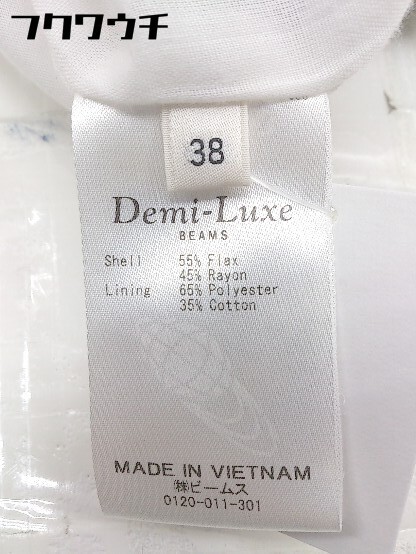 フクワウチ
38
Demi-Luxe
BEAMS
Shell 55% Flax
45% Rayon
Lining 65% Polyester
35% Cotton
MADE IN VIETNAM
㈱ビームス
0120-011-301